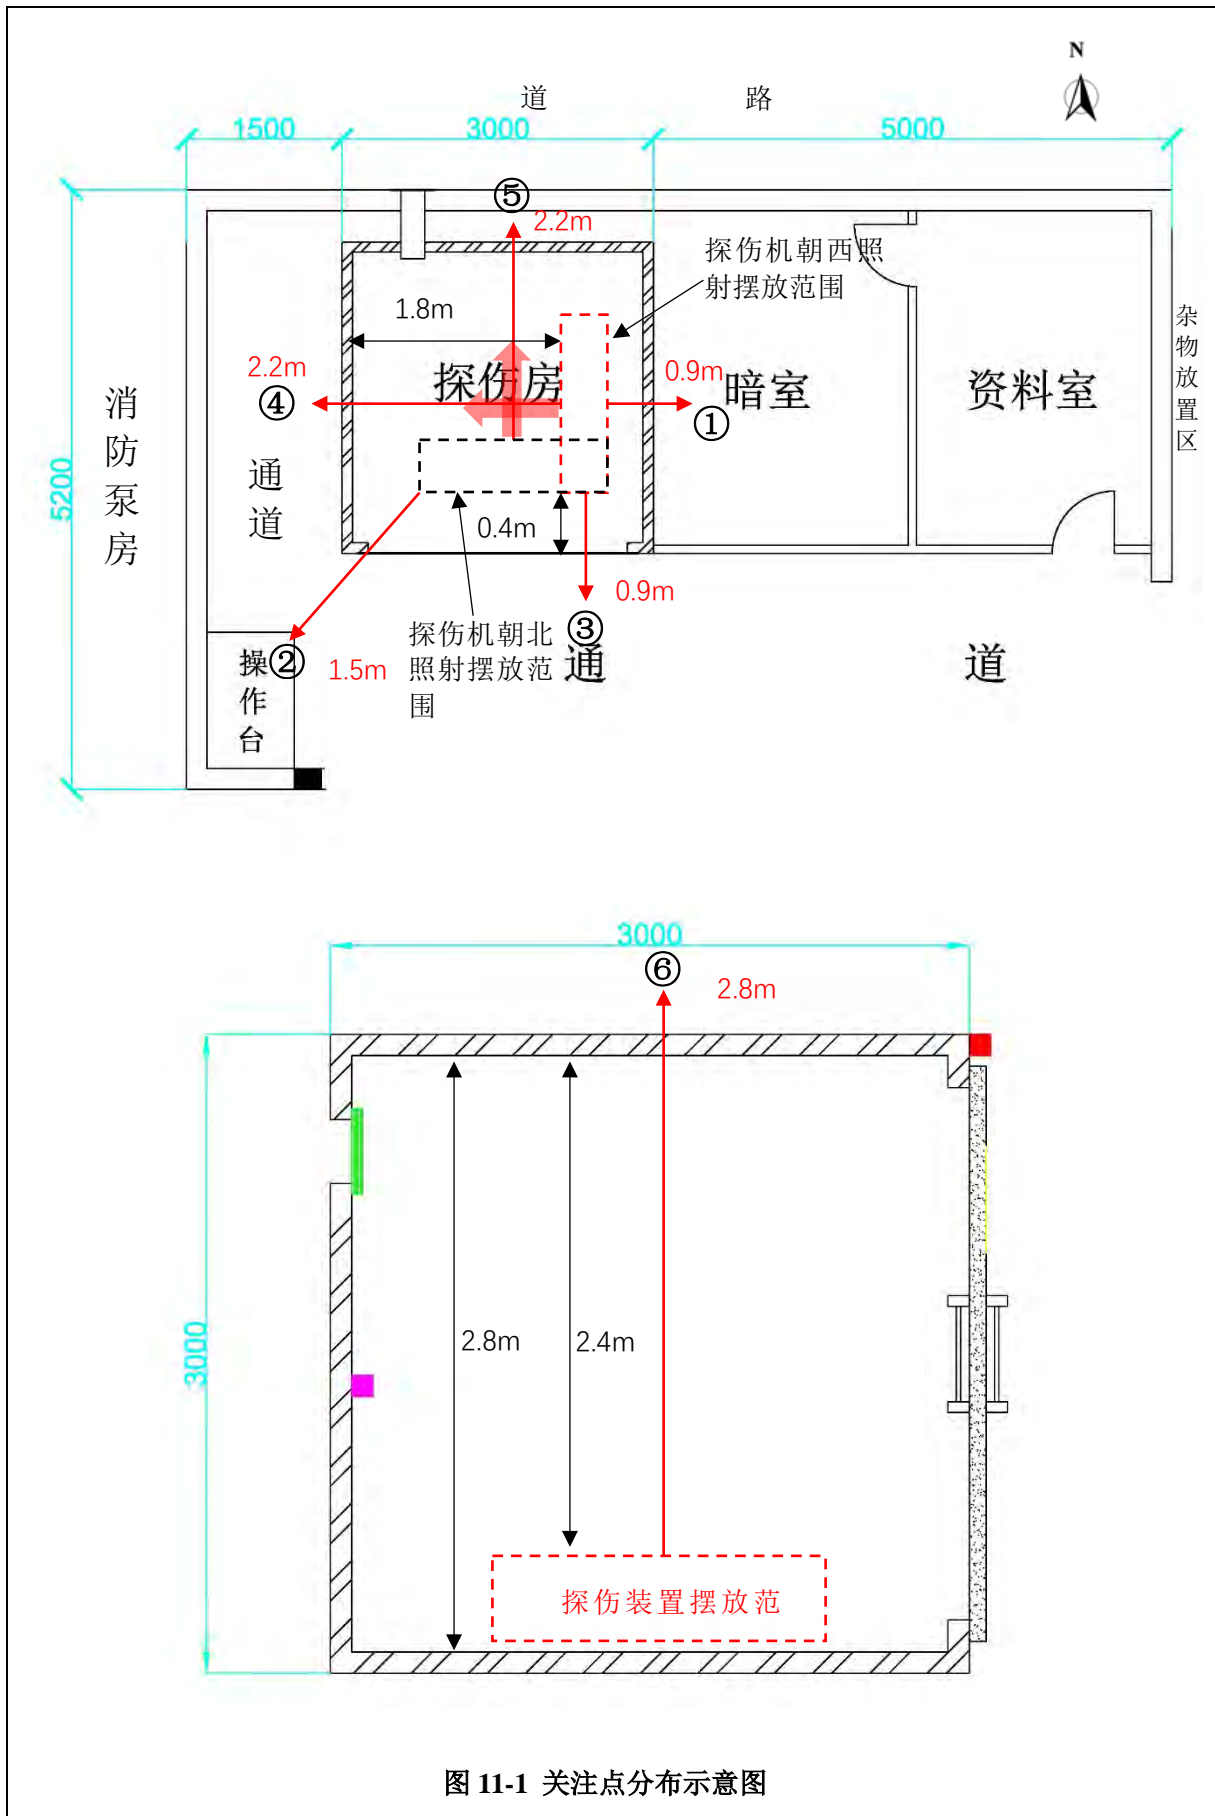 N
道 路
1500 3000 5000
⑤
2.2m
探伤机朝西照
射摆放范围
1.8m
杂物放置区
2.2m
探伤房
0.9m
④
暗室
资料室
①
消防泵房
通道
5200
0.4m
0.9m
③
探伤机朝北
照射摆放范
围
②
1.5m
通 道
操作台
3000
⑥
2.8m
2.8m
2.4m
3000
探伤装置摆放范
图 11-1 关注点分布示意图